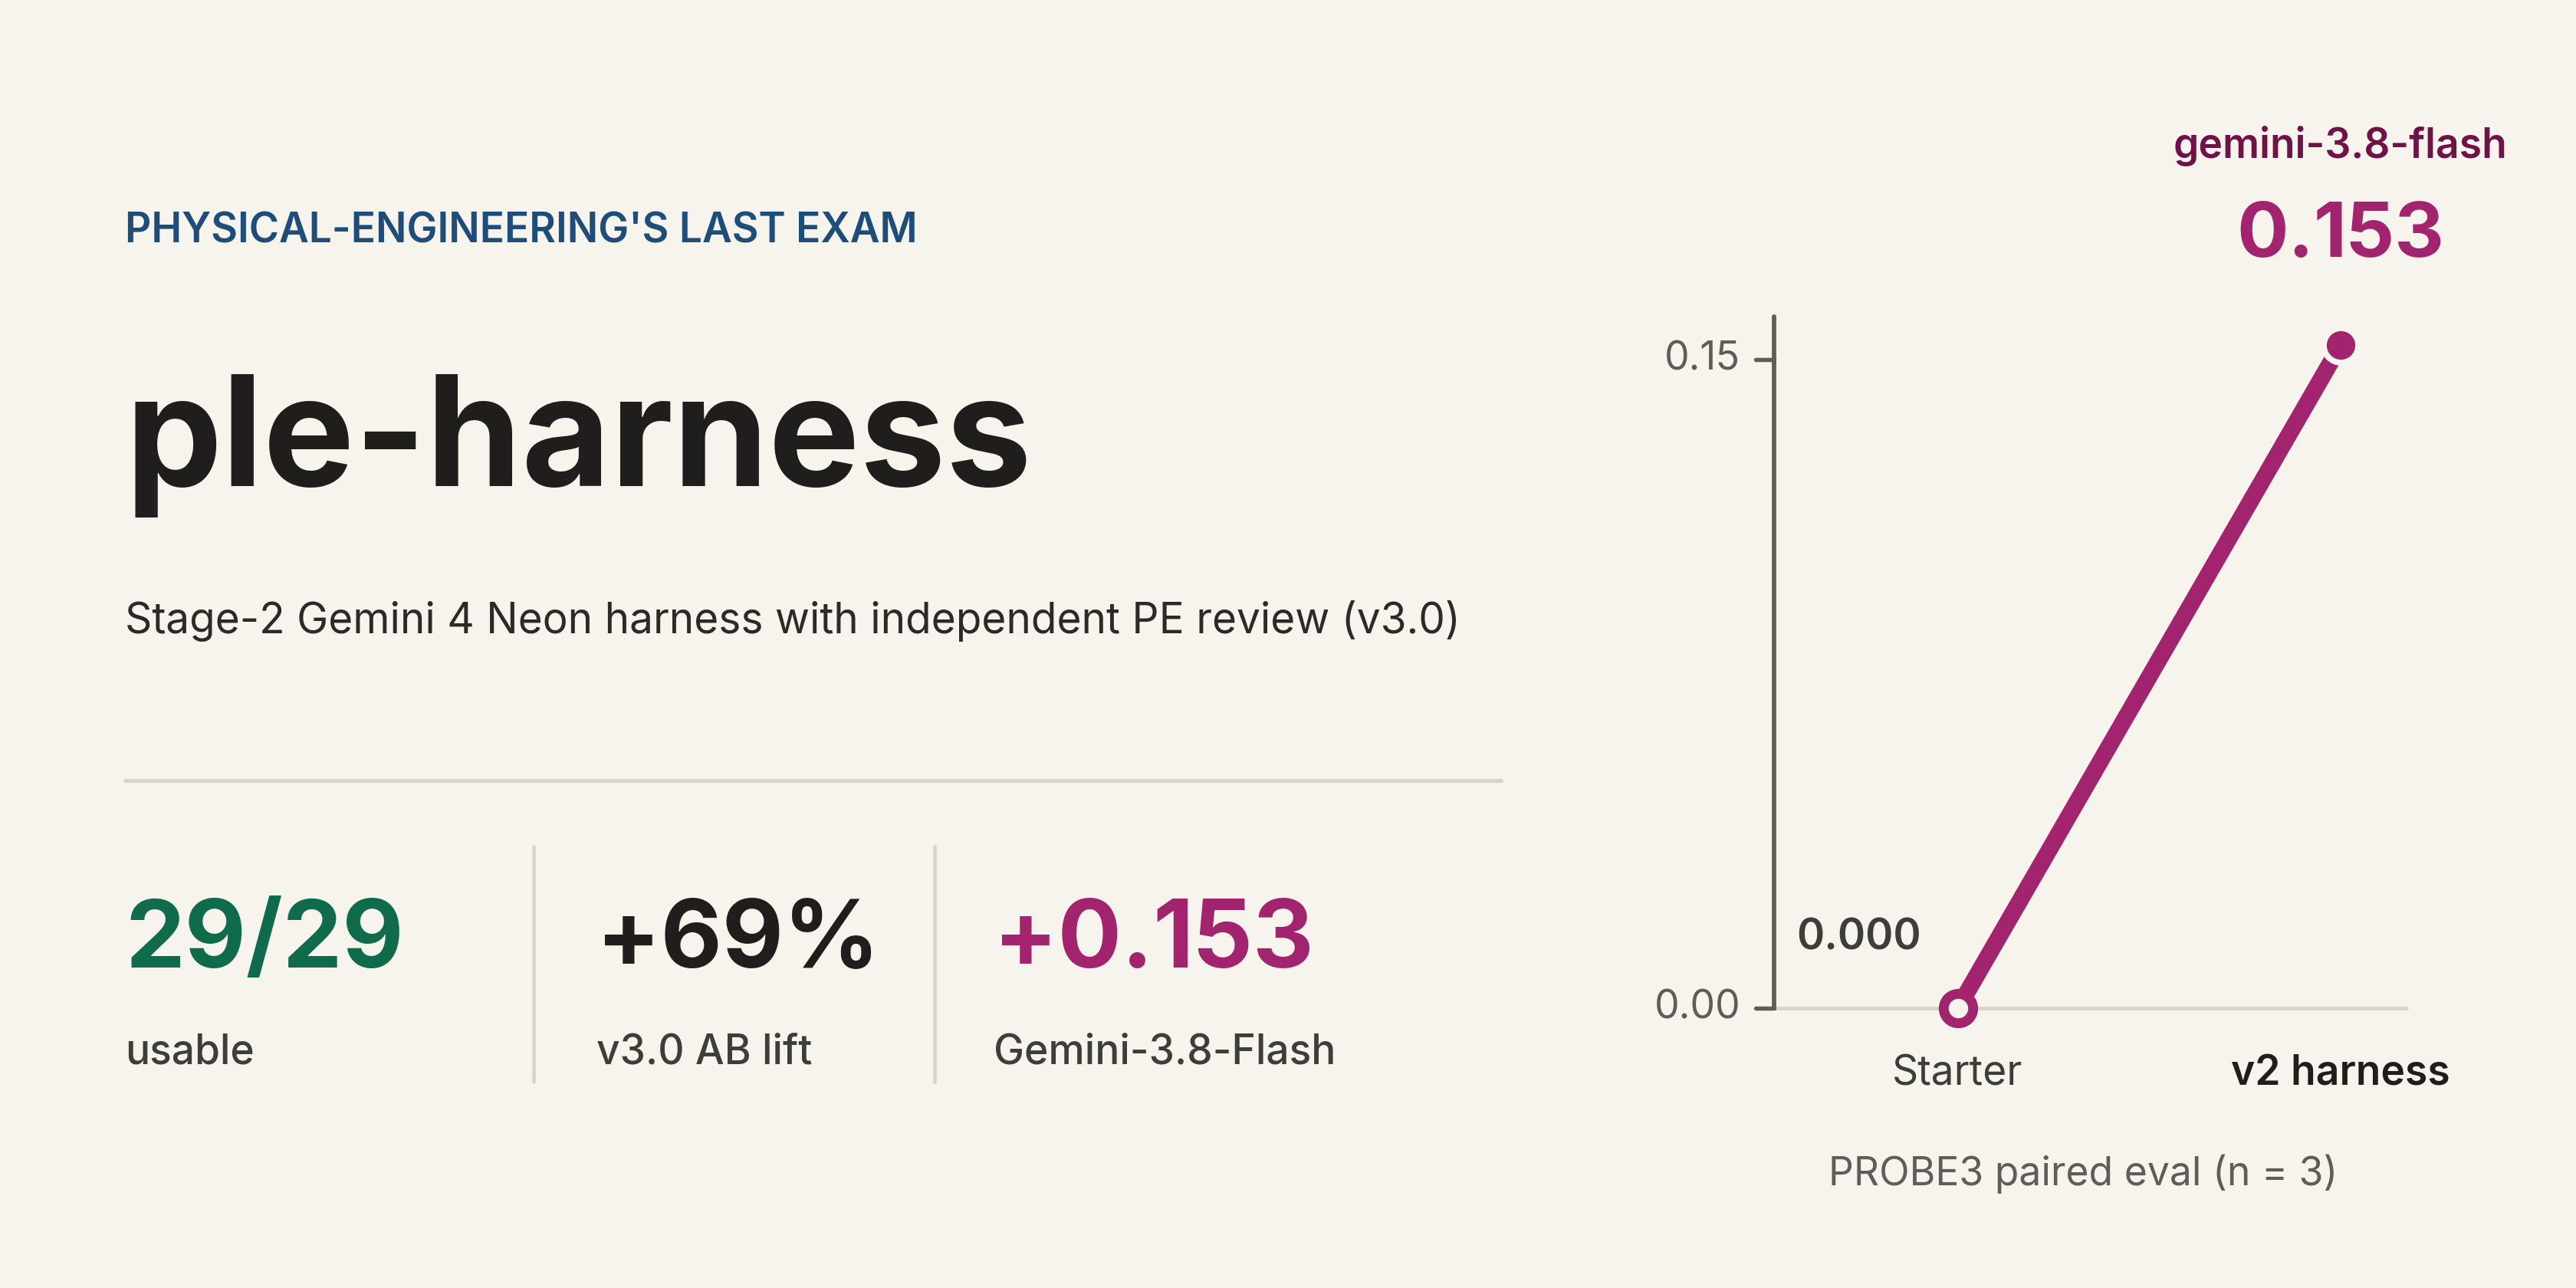 PHYSICAL-ENGINEERING'S LAST EXAM
ple-harness
Stage-2 Gemini 4 Neon harness with independent PE review (v3.0)
29/29
usable
+69%
v3.0 AB lift
+0.153
Gemini-3.8-Flash
gemini-3.8-flash
0.153
0.15
0.000
0.00
Starter
v2 harness
PROBE3 paired eval (n = 3)